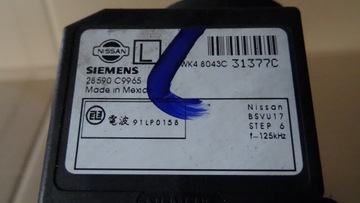 NISSAN
L
SIEMENS
5WK4 8043C 31377C
28590 C9965
Made in Mexico
電波 91LP0158
Nissan
BSVU17
STEP 6
f=125kHz